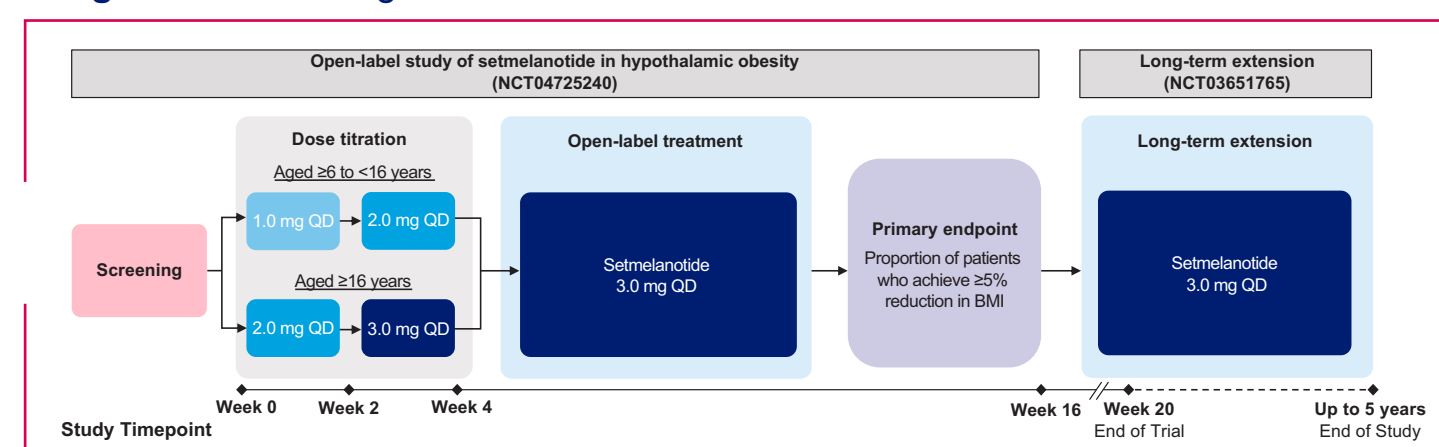 Open-label study of setmelanotide in hypothalamic obesity
(NCT04725240)
Long-term extension
(NCT03651765)
Dose titration
Aged ≥6 to <16 years
1.0 mg QD
2.0 mg QD
Screening
Aged ≥16 years
2.0 mg QD
3.0 mg QD
Open-label treatment
Setmelanotide
3.0 mg QD
Primary endpoint
Proportion of patients
who achieve ≥5%
reduction in BMI
Long-term extension
Setmelanotide
3.0 mg QD
Week 0
Week 2
Week 4
Week 16
Week 20
End of Trial
Up to 5 years
End of Study
Study Timepoint